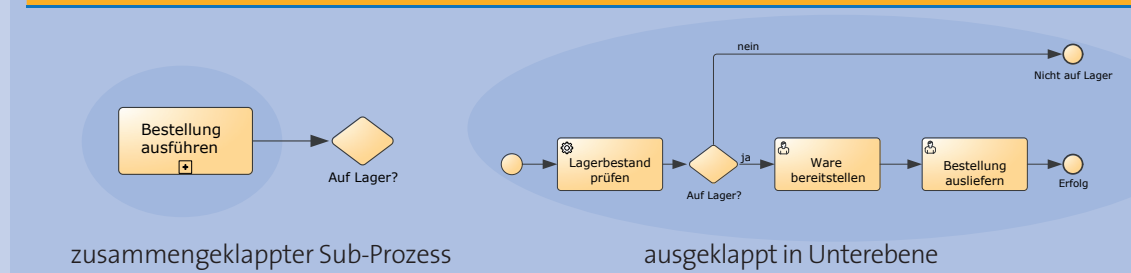 Bestellung
ausführen
Auf Lager?
zusammengeklappter Sub-Prozess
nein
Nicht auf Lager
Lagerbestand
prüfen
Auf Lager?
ja
Ware
bereitstellen
Bestellung
ausliefern
Erfolg
ausgeklappt in Unterebene